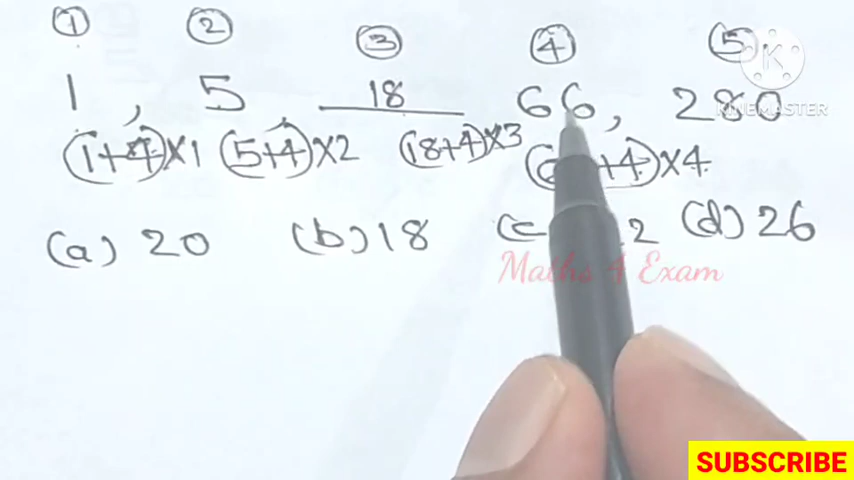 ① ② ③ ④ ⑤
1 , 5 18 66, 280
(1+4)×1 (5+4)×2 (18+4)×3 +4)×4
(a) 20 (b) 18 (c 2 (d) 26
Maths 4 Exam
KINEMASTER
SUBSCRIBE